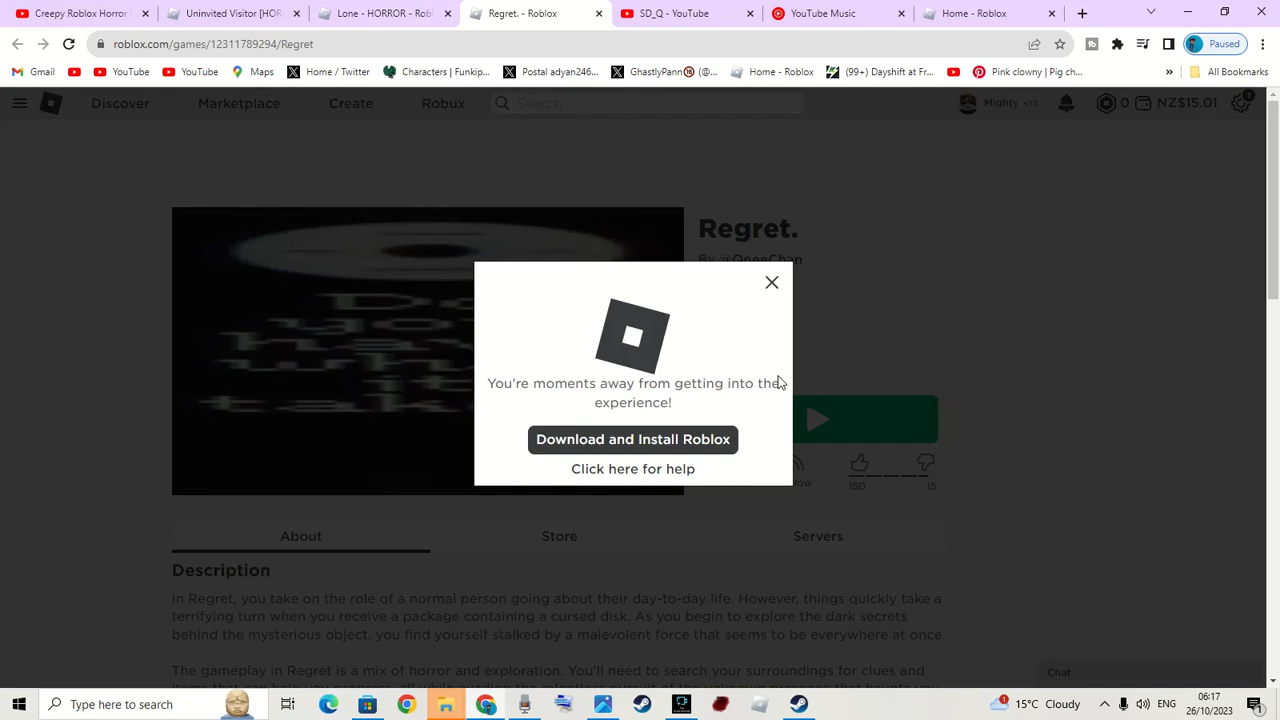 Creepy Roblox Horror
Uninvited Visitor [HOR
Lone - HORROR - Robl
Regret. - Roblox
SD_Q - YouTube
YouTube Music
Home - Roblox
roblox.com/games/12311789294/Regret
Paused
Gmail
YouTube
YouTube
Maps
Home / Twitter
Characters | Funkip...
Postal adyan246...
GhastlyPann🔞 (@...
Home - Roblox
(99+) Dayshift at Fr...
Pink clowny | Pig ch...
»
All Bookmarks
Discover
Marketplace
Create
Robux
Search
Mighty <13
0
NZ$15.01
1
Regret.
By @OneeChan
You're moments away from getting into the
experience!
Download and Install Roblox
Click here for help
150
15
About
Store
Servers
Description
In Regret, you take on the role of a normal person going about their day-to-day life. However, things quickly take a
terrifying turn when you receive a package containing a cursed disk. As you begin to explore the dark secrets
behind the mysterious object, you find yourself stalked by a malevolent force that seems to be everywhere at once.
The gameplay in Regret is a mix of horror and exploration. You'll need to search your surroundings for clues and
Chat
Type here to search
15°C Cloudy
ENG
06:17
26/10/2023